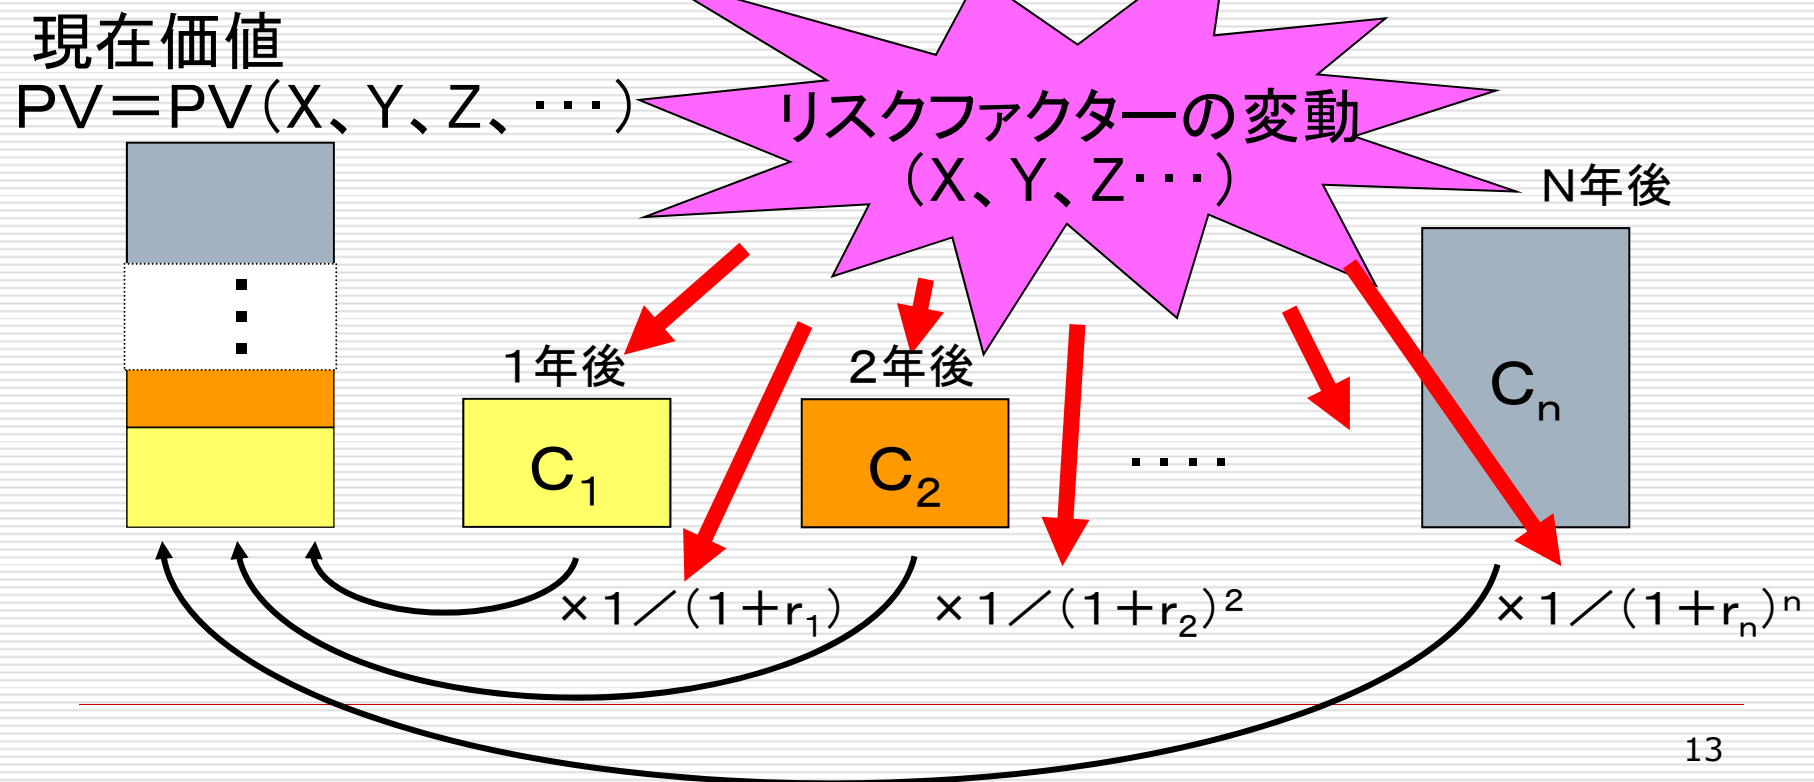 現在価値
PV＝PV（X、Y、Z、・・・）
リスクファクターの変動
（X、Y、Z・・・）
N年後
1年後
2年後
C1
C2
・・・・
Cn
×1／（1＋r1）
×1／（1＋r2）2
×1／（1＋rn）n
13